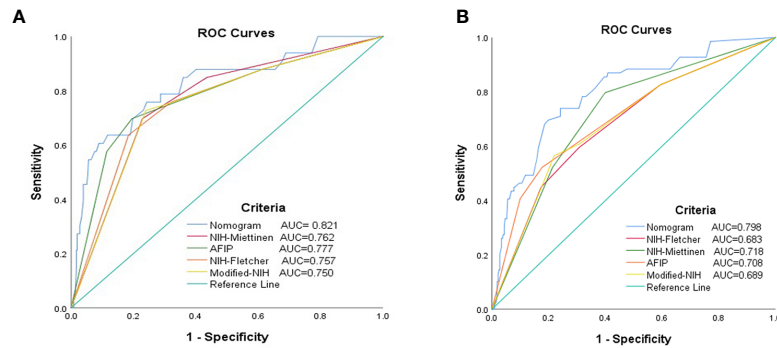 A
ROC Curves
1.0
0.8
0.6
0.4
0.2
0.0
Sensitivity
Criteria
Nomogram AUC= 0.821
NIH-Miettinen AUC=0.762
AFIP AUC=0.777
NIH-Fletcher AUC=0.757
Modified-NIH AUC=0.750
Reference Line
0.0 0.2 0.4 0.6 0.8 1.0
1 - Specificity
B
ROC Curves
1.0
0.8
0.6
0.4
0.2
0.0
Sensitivity
Criteria
Nomogram AUC=0.798
NIH-Fletcher AUC=0.683
NIH-Miettinen AUC=0.718
AFIP AUC=0.708
Modified-NIH AUC=0.689
Reference Line
0.0 0.2 0.4 0.6 0.8 1.0
1 - Specificity